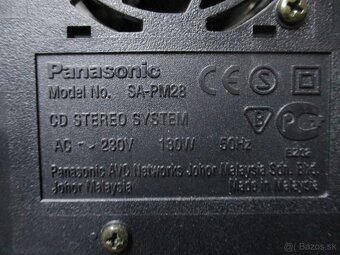 Panasonic
Model No. SA-PM28
CD STEREO SYSTEM
AC ~ 230V 130W 50Hz
Panasonic AVC Networks Johor Malaysia Sdn. Bhd.
Johor Malaysia Made in Malaysia
bazos.sk